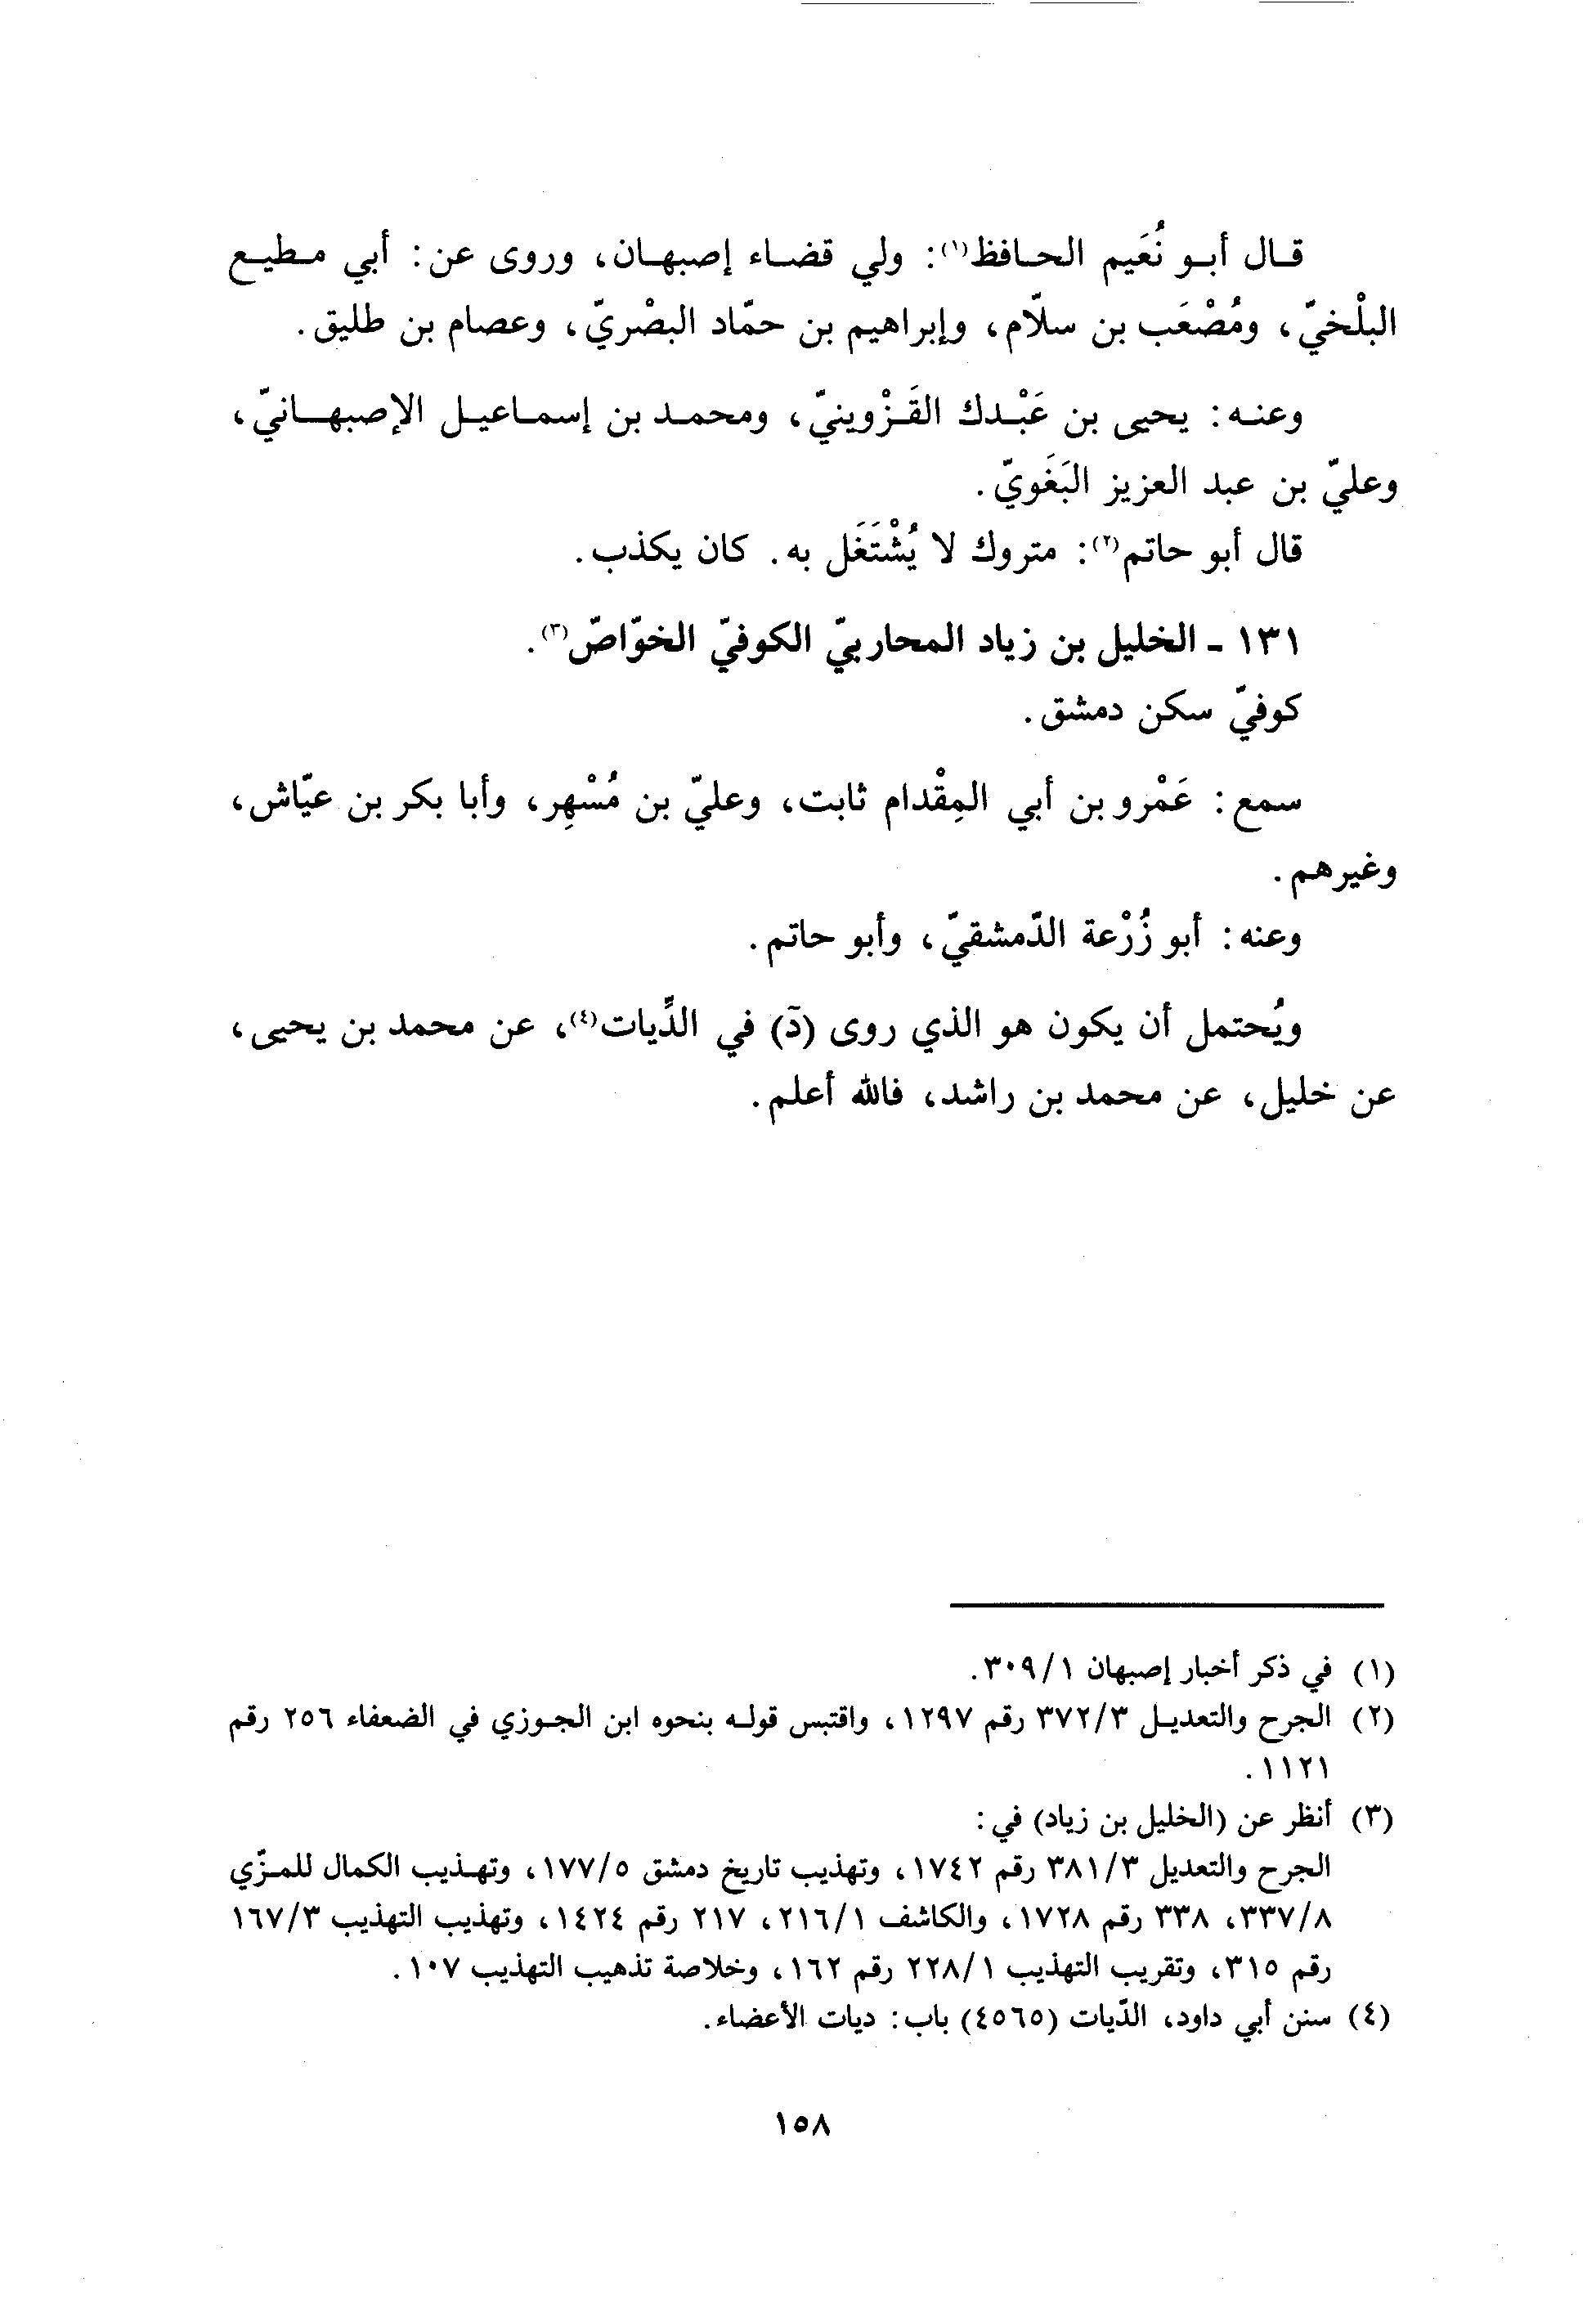 قال أبو نُعَيم الحافظ(١): ولي قضاء إصبهان، وروى عن: أبي مطيع
البلْخيّ، ومُصْعَب بن سلّام، وإبراهيم بن حمّاد البصْريّ، وعصام بن طليق.
وعنه: يحيى بن عَبْدك القَزْوينيّ، ومحمد بن إسماعيل الإصبهانيّ،
وعليّ بن عبد العزيز البَغَويّ.
قال أبو حاتم(٢): متروك لا يُشْتَغَل به. كان يكذب.
١٣١ - الخليل بن زياد المحاربيّ الكوفيّ الخوّاصّ(٣).
كوفيّ سكن دمشق.
سمع: عَمْرو بن أبي المِقْدام ثابت، وعليّ بن مُسْهِر، وأبا بكر بن عيّاش،
وغيرهم.
وعنه: أبو زُرْعة الدّمشقيّ، وأبو حاتم.
ويُحتمل أن يكون هو الذي روى (د) في الدِّيات(٤)، عن محمد بن يحيى،
عن خليل، عن محمد بن راشد، فالله أعلم.
(١) في ذكر أخبار إصبهان ٣٠٩/١.
(٢) الجرح والتعديل ٣٧٢/٣ رقم ١٢٩٧، واقتبس قوله بنحوه ابن الجوزي في الضعفاء ٢٥٦ رقم
١١٢١.
(٣) أنظر عن (الخليل بن زياد) في:
الجرح والتعديل ٣٨١/٣ رقم ١٧٤٢، وتهذيب تاريخ دمشق ١٧٧/٥، وتهذيب الكمال للمزّي
٣٣٧/٨، ٣٣٨ رقم ١٧٢٨، والكاشف ٢١٦/١، ٢١٧ رقم ١٤٢٤، وتهذيب التهذيب ١٦٧/٣
رقم ٣١٥، وتقريب التهذيب ٢٢٨/١ رقم ١٦٢، وخلاصة تذهيب التهذيب ١٠٧.
(٤) سنن أبي داود، الدّيات (٤٥٦٥) باب: ديات الأعضاء.
١٥٨